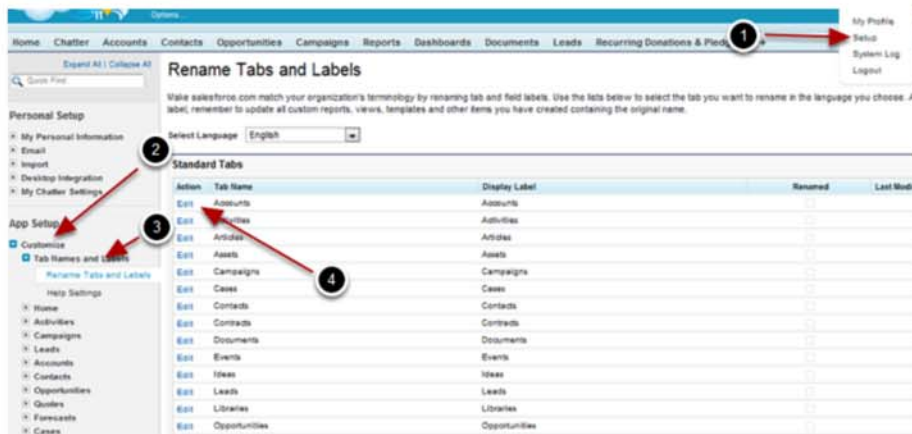 Options...
My Profile
Setup
System Log
Logout
Home Chatter Accounts Contacts Opportunities Campaigns Reports Dashboards Documents Leads Recurring Donations &
1
Expand All | Collapse All
Quick Find
Rename Tabs and Labels
Make salesforce.com match your organization's terminology by renaming tab and field labels. Use the lists below to select the tab you want to rename in the language you choose.
label, remember to update all custom reports, views, templates and other items you have created containing the original name.
Select Language English
Personal Setup
My Personal Information
Email
Import
Desktop Integration
My Chatter Settings
2
App Setup
3
Customize
Tab Names and Labels
Rename Tabs and Labels
Help Settings
Home
Activities
Campaigns
Leads
Accounts
Contacts
Opportunities
Quotes
Forecasts
Cases
Standard Tabs
Action Tab Name Display Label Renamed Last Modi
Edit Accounts Accounts
Edit Activities Activities
Edit Articles Articles
Edit Assets Assets
4
Edit Campaigns Campaigns
Edit Cases Cases
Edit Contacts Contacts
Edit Contracts Contracts
Edit Documents Documents
Edit Events Events
Edit Ideas Ideas
Edit Leads Leads
Edit Libraries Libraries
Edit Opportunities Opportunities